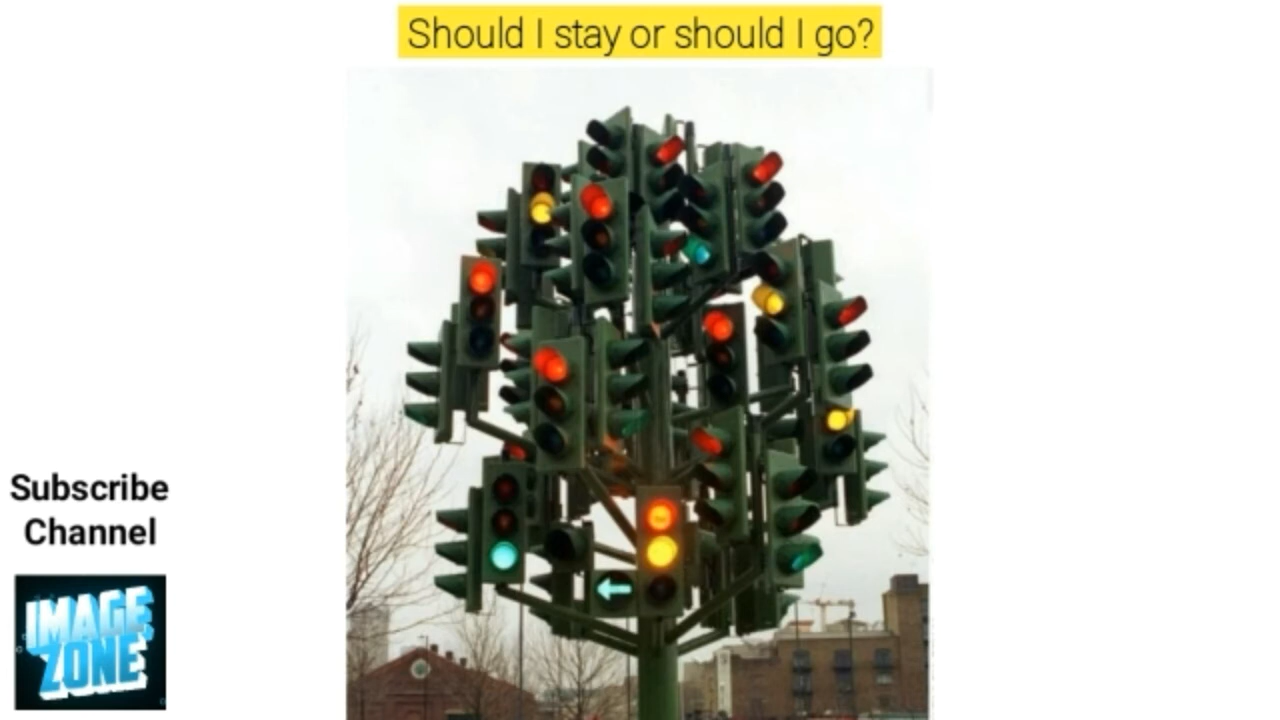 Should I stay or should I go?
Subscribe
Channel
IMAGE
ZONE